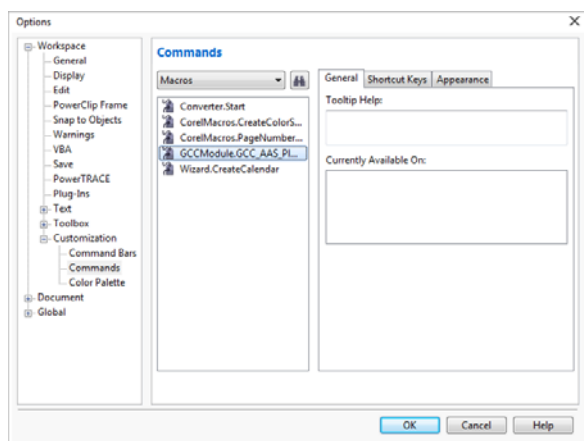 Options
Workspace
General
Display
Edit
PowerClip Frame
Snap to Objects
Warnings
VBA
Save
PowerTRACE
Plug-Ins
Text
Toolbox
Customization
Command Bars
Commands
Color Palette
Document
Global
Commands
Macros
Converter.Start
CorelMacros.CreateColorS...
CorelMacros.PageNumber...
GCCModule.GCC_AAS_Pl...
Wizard.CreateCalendar
General Shortcut Keys Appearance
Tooltip Help:
Currently Available On:
OK Cancel Help